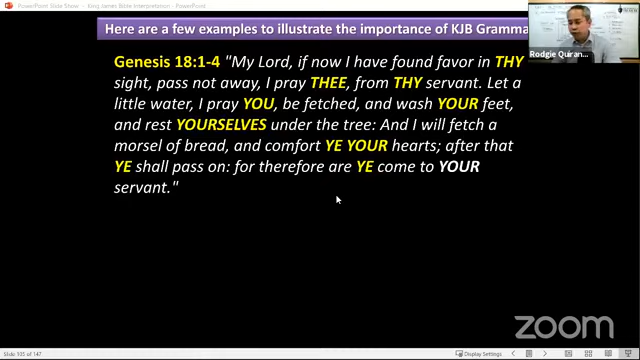 PowerPoint Slide Show - King James Bible Interpretation - PowerPoint
Here are a few examples to illustrate the importance of KJB Gramma
Rodgie Quiran...
Genesis 18:1-4 "My Lord, if now I have found favor in THY
sight, pass not away, I pray THEE, from THY servant. Let a
little water, I pray YOU, be fetched, and wash YOUR feet,
and rest YOURSELVES under the tree: And I will fetch a
morsel of bread, and comfort YE YOUR hearts; after that
YE shall pass on: for therefore are YE come to YOUR
servant."
zoom
Slide 105 of 147
Display Settings